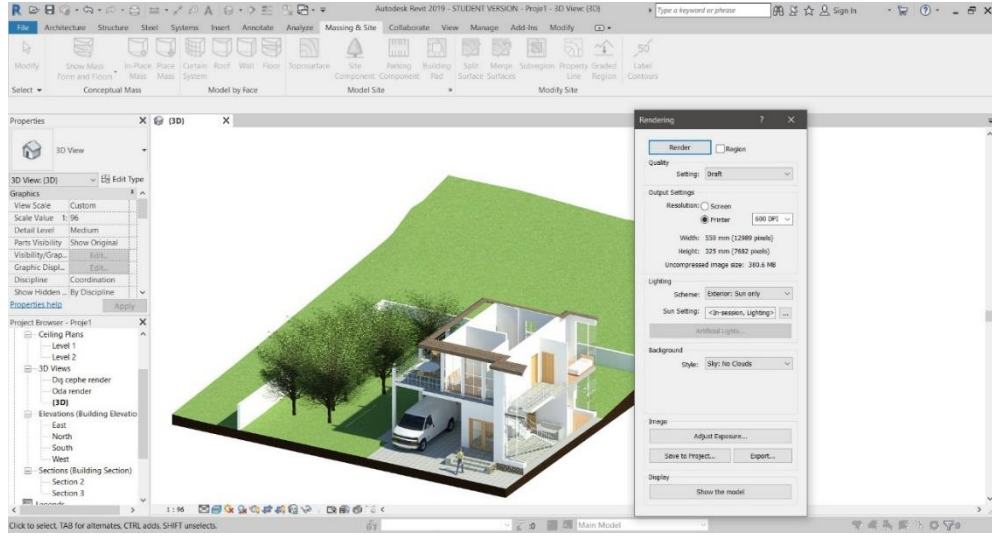 Autodesk Revit 2019 - STUDENT VERSION - Proje1 - 3D View: {3D}
Type a keyword or phrase
Sign In
File Architecture Structure Steel Systems Insert Annotate Analyze Massing & Site Collaborate View Manage Add-Ins Modify
Modify
Show Mass
Form and Floors
In-Place
Mass
Place
Mass
Curtain
System
Roof
Wall
Floor
Toposurface
Site
Component
Parking
Component
Building
Pad
Split
Surface
Merge
Surfaces
Subregion
Property
Line
Graded
Region
Label
Contours
Select
Conceptual Mass
Model by Face
Model Site
Modify Site
Properties
3D View
3D View: {3D}
Edit Type
Graphics
View Scale Custom
Scale Value 1: 96
Detail Level Medium
Parts Visibility Show Original
Visibility/Grap... Edit...
Graphic Displ... Edit...
Discipline Coordination
Show Hidden ... By Discipline
Properties help
Apply
Project Browser - Proje1
Ceiling Plans
Level 1
Level 2
3D Views
Dış cephe render
Oda render
{3D}
Elevations (Building Elevatio
East
North
South
West
Sections (Building Section)
Section 2
Section 3
Legends
{3D}
1 : 96
Rendering
Render
Region
Quality
Setting: Draft
Output Settings
Resolution: Screen
Printer 600 DPI
Width: 550 mm (12989 pixels)
Height: 325 mm (7682 pixels)
Uncompressed image size: 380.6 MB
Lighting
Scheme: Exterior: Sun only
Sun Setting: <In-session, Lighting> ...
Artificial Lights...
Background
Style: Sky: No Clouds
Image
Adjust Exposure...
Save to Project... Export...
Display
Show the model
Click to select, TAB for alternates, CTRL adds, SHIFT unselects.
:0
Main Model
:0